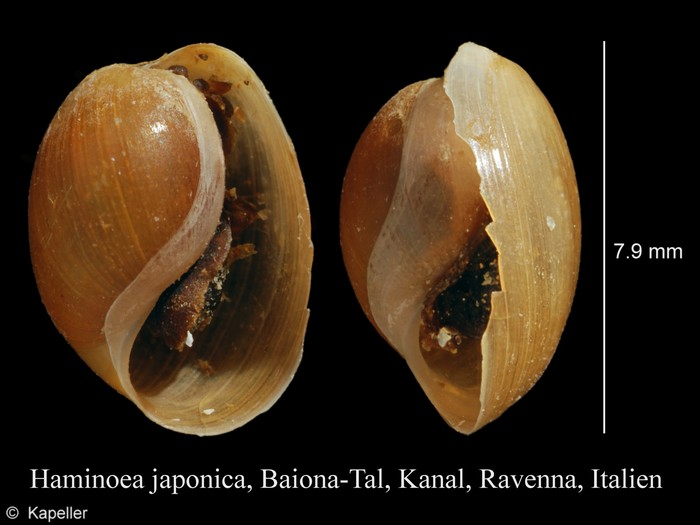 7.9 mm
Haminoea japonica, Baiona-Tal, Kanal, Ravenna, Italien
© Kapeller